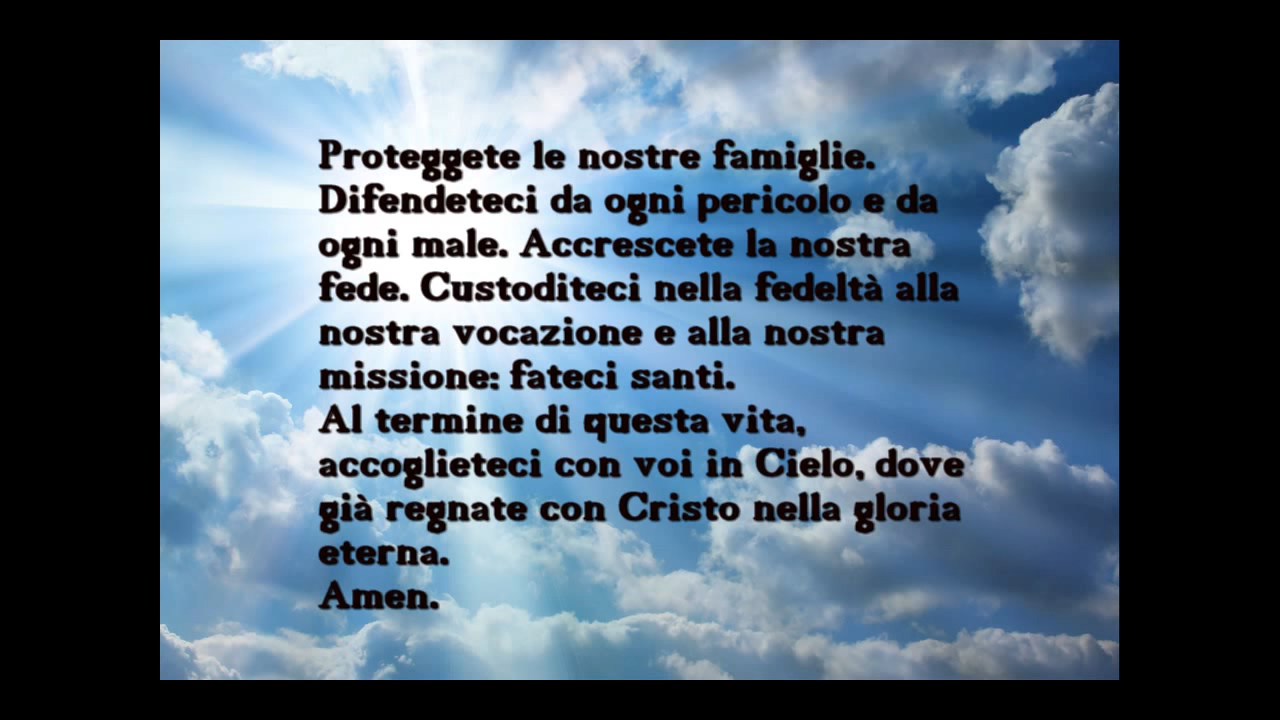 Proteggete le nostre famiglie.
Difendeteci da ogni pericolo e da
ogni male. Accrescete la nostra
fede. Custoditeci nella fedeltà alla
nostra vocazione e alla nostra
missione: fateci santi.
Al termine di questa vita,
accoglieteci con voi in Cielo, dove
già regnate con Cristo nella gloria
eterna.
Amen.